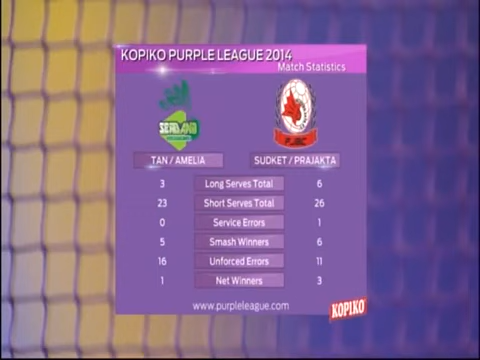 KOPIKO PURPLE LEAGUE 2014
Match Statistics
SERDANG
PJBC
TAN / AMELIA SUDKET / PRAJAKTA
3 Long Serves Total 6
23 Short Serves Total 26
0 Service Errors 1
5 Smash Winners 6
16 Unforced Errors 11
1 Net Winners 3
www.purpleleague.com
KOPIKO